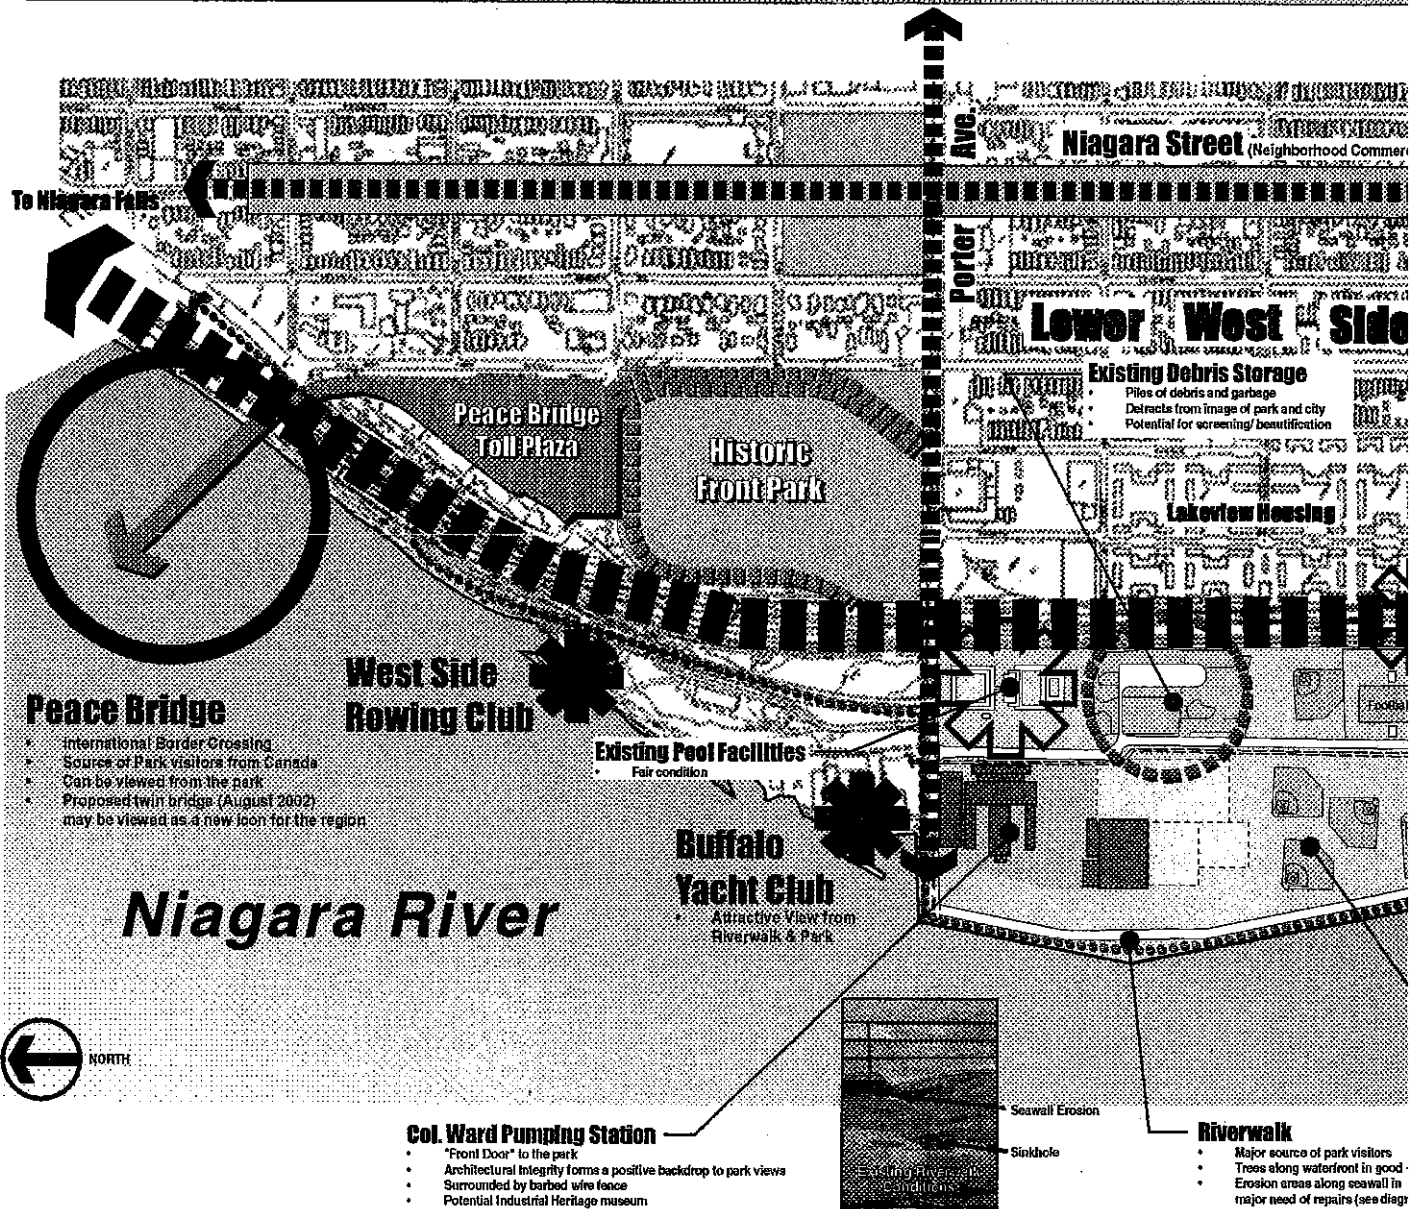 Ave.
Niagara Street (Neighborhood Commerc
To Niagara Falls
Porter
Lower West Side
Existing Debris Storage
• Piles of debris and garbage
• Detracts from image of park and city
• Potential for screening/ beautification
Peace Bridge
Toll Plaza
Historic
Front Park
Lakeview Housing
West Side
Rowing Club
Peace Bridge
• International Border Crossing
• Source of Park visitors from Canada
• Can be viewed from the park
• Proposed twin bridge (August 2002)
may be viewed as a new icon for the region
Existing Pool Facilities
• Fair condition
Footbal
Buffalo
Yacht Club
• Attractive View from
Riverwalk & Park
Niagara River
NORTH
Seawall Erosion
Sinkhole
Existing Riverwalk
Conditions
Col. Ward Pumping Station
• "Front Door" to the park
• Architectural integrity forms a positive backdrop to park views
• Surrounded by barbed wire fence
• Potential Industrial Heritage museum
Riverwalk
• Major source of park visitors
• Trees along waterfront in good
• Erosion areas along seawall in
major need of repairs (see diagr